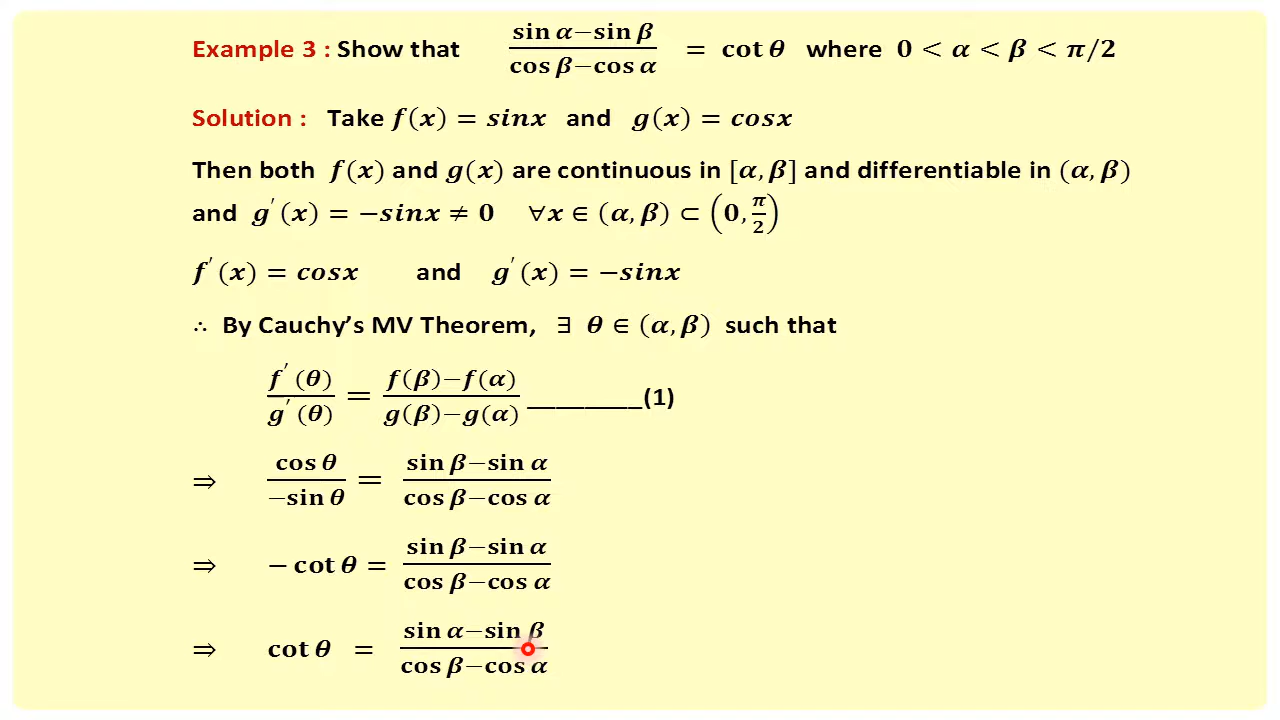 Example 3 : Show that (sin α−sin β)/(cos β−cos α) = cot θ where 0 < α < β < π/2
Solution : Take f(x) = sinx and g(x) = cosx
Then both f(x) and g(x) are continuous in [α, β] and differentiable in (α, β)
and g′(x) = −sinx ≠ 0 ∀x ∈ (α, β) ⊂ (0, π/2)
f′(x) = cosx and g′(x) = −sinx
∴ By Cauchy’s MV Theorem, ∃ θ ∈ (α, β) such that
f′(θ)/g′(θ) = (f(β)−f(α))/(g(β)−g(α)) _________(1)
⇒ cos θ/−sin θ = (sin β−sin α)/(cos β−cos α)
⇒ − cot θ = (sin β−sin α)/(cos β−cos α)
⇒ cot θ = (sin α−sin β)/(cos β−cos α)